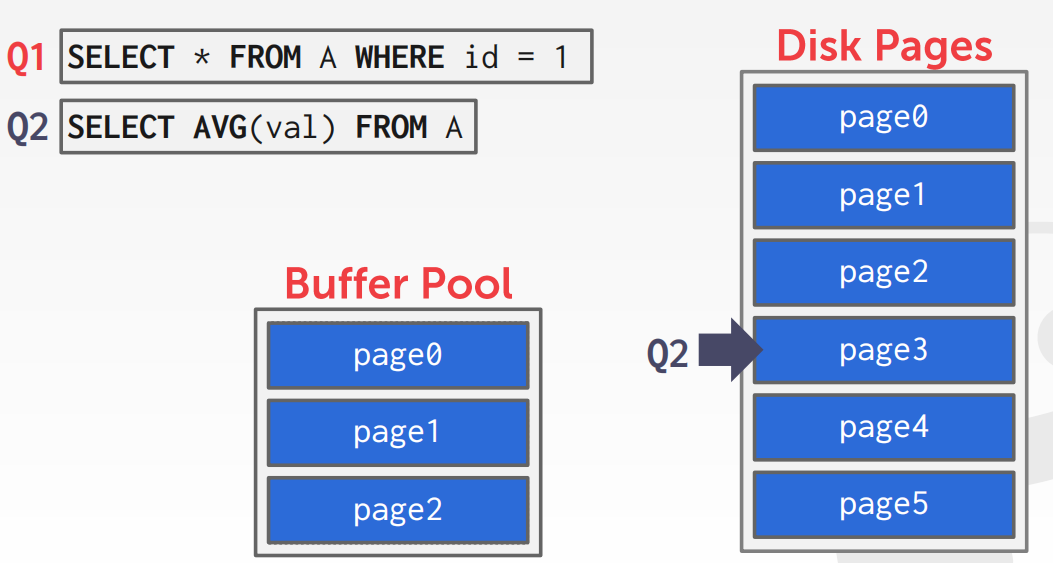 Q1 SELECT * FROM A WHERE id = 1
Q2 SELECT AVG(val) FROM A
Buffer Pool
page0
page1
page2
Disk Pages
page0
page1
page2
Q2 page3
page4
page5